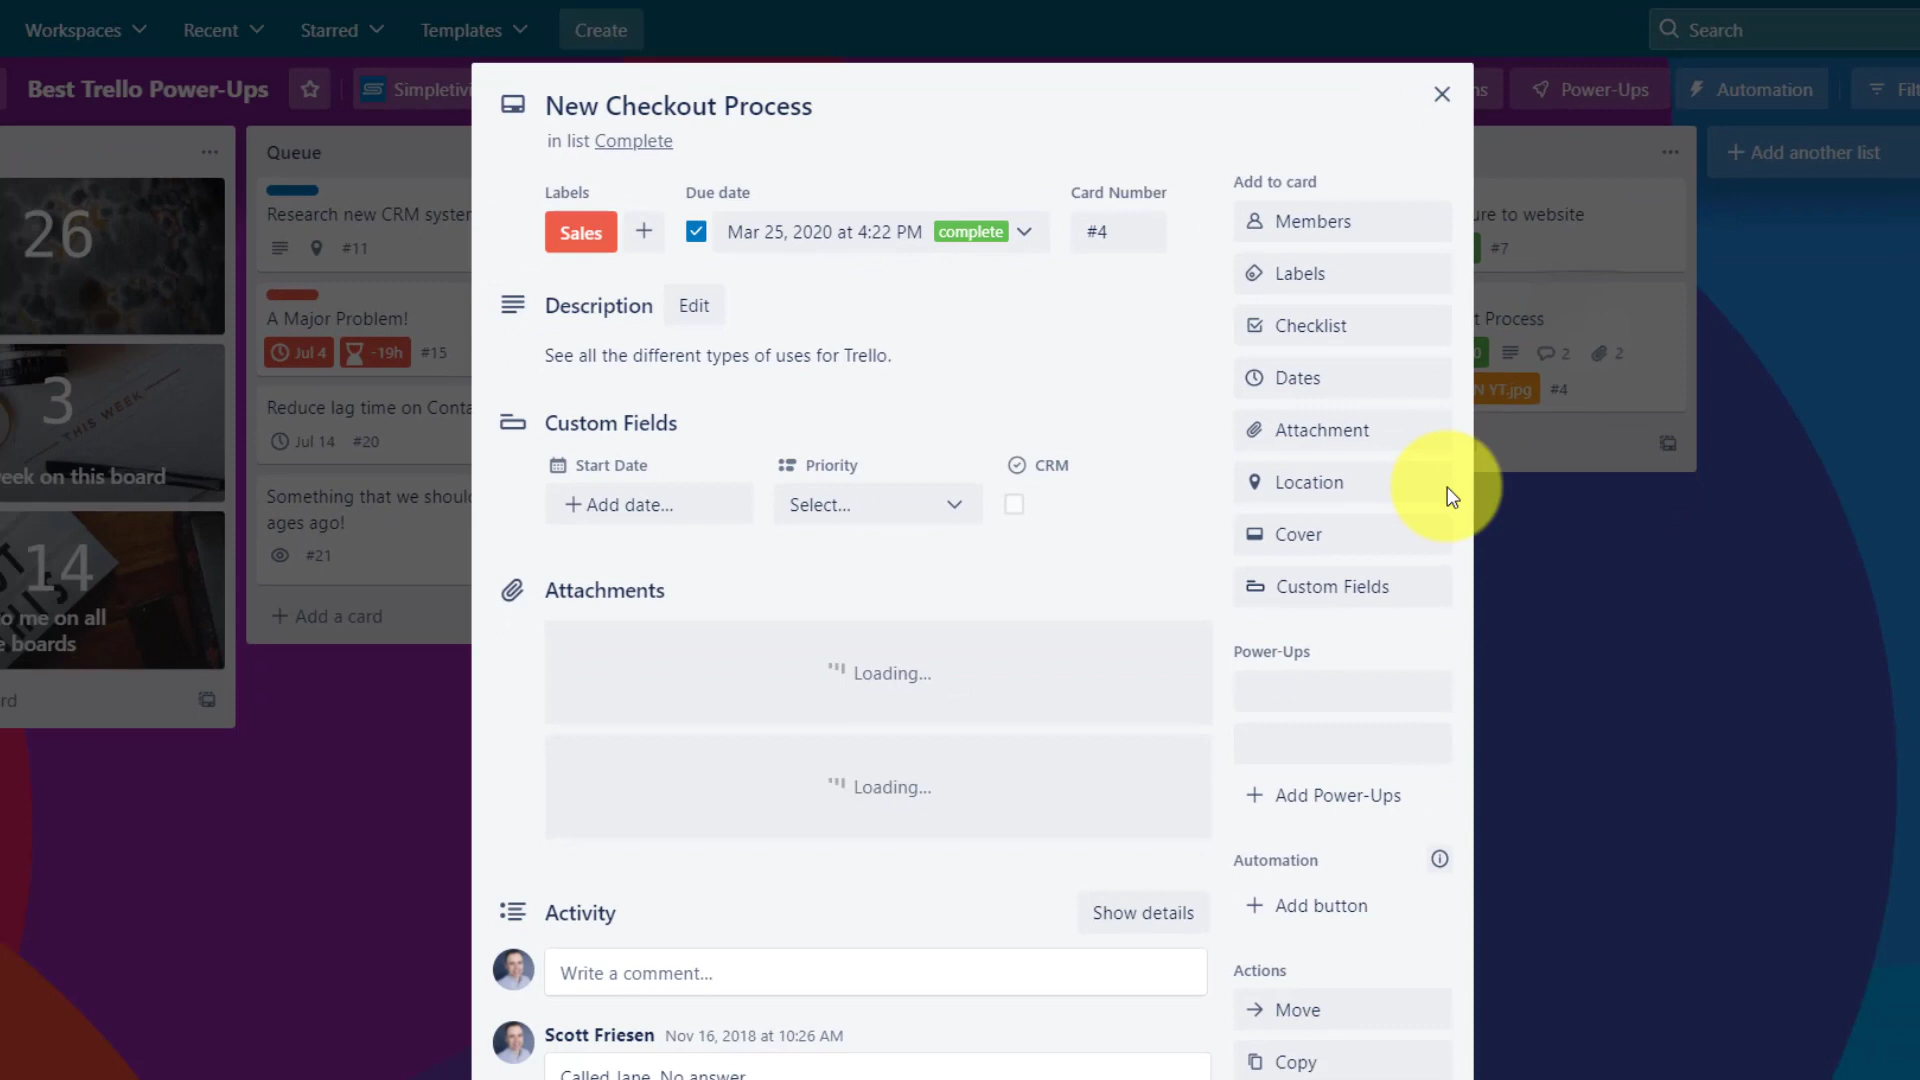 Workspaces
Recent
Starred
Templates
Create
Search
Best Trello Power-Ups
Power-Ups
Automation
26
3
THIS WEEK
eek on this board
14
o me on all
e boards
rd
Queue
Research new CRM system
#11
A Major Problem!
Jul 4
-19h
#15
Reduce lag time on Conta
Jul 14
#20
Something that we should
ages ago!
#21
+ Add a card
New Checkout Process
in list Complete
Labels
Due date
Card Number
Sales
+
Mar 25, 2020 at 4:22 PM
complete
#4
Description
Edit
See all the different types of uses for Trello.
Custom Fields
Start Date
Priority
CRM
+ Add date...
Select...
Attachments
Loading...
Loading...
Activity
Show details
Write a comment...
Scott Friesen Nov 16, 2018 at 10:26 AM
Called Jane. No answer
Add to card
Members
Labels
Checklist
Dates
Attachment
Location
Cover
Custom Fields
Power-Ups
+ Add Power-Ups
Automation
+ Add button
Actions
Move
Copy
ure to website
#7
t Process
0
2
2
N YT.jpg
#4
+ Add another list